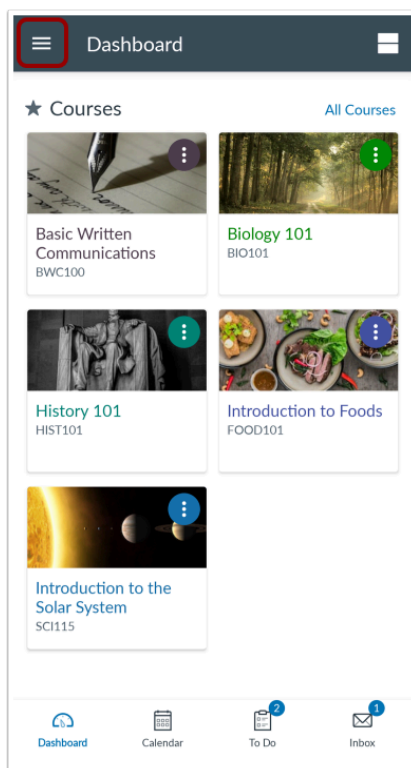 Dashboard
★ Courses
All Courses
Basic Written
Communications
BWC100
Biology 101
BIO101
History 101
HIST101
Introduction to Foods
FOOD101
Introduction to the
Solar System
SCI115
2
1
Dashboard
Calendar
To Do
Inbox